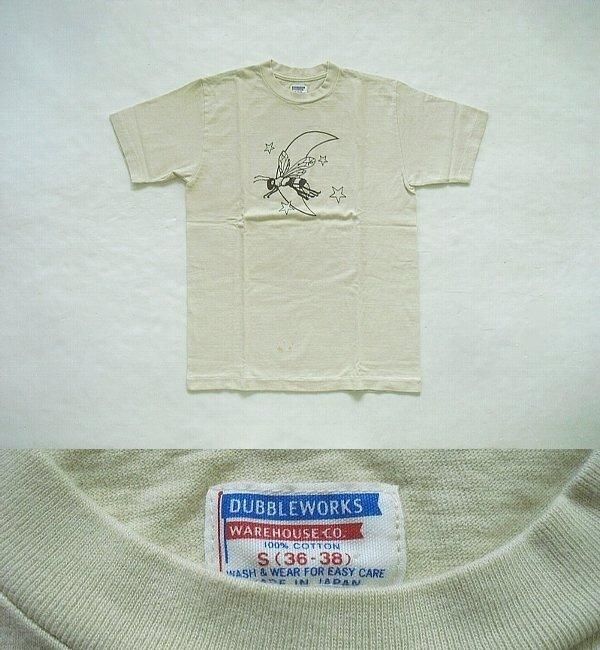 DUBBLEWORKS
WAREHOUSE CO.
100% COTTON
S (36-38)
WASH & WEAR FOR EASY CARE
MADE IN JAPAN